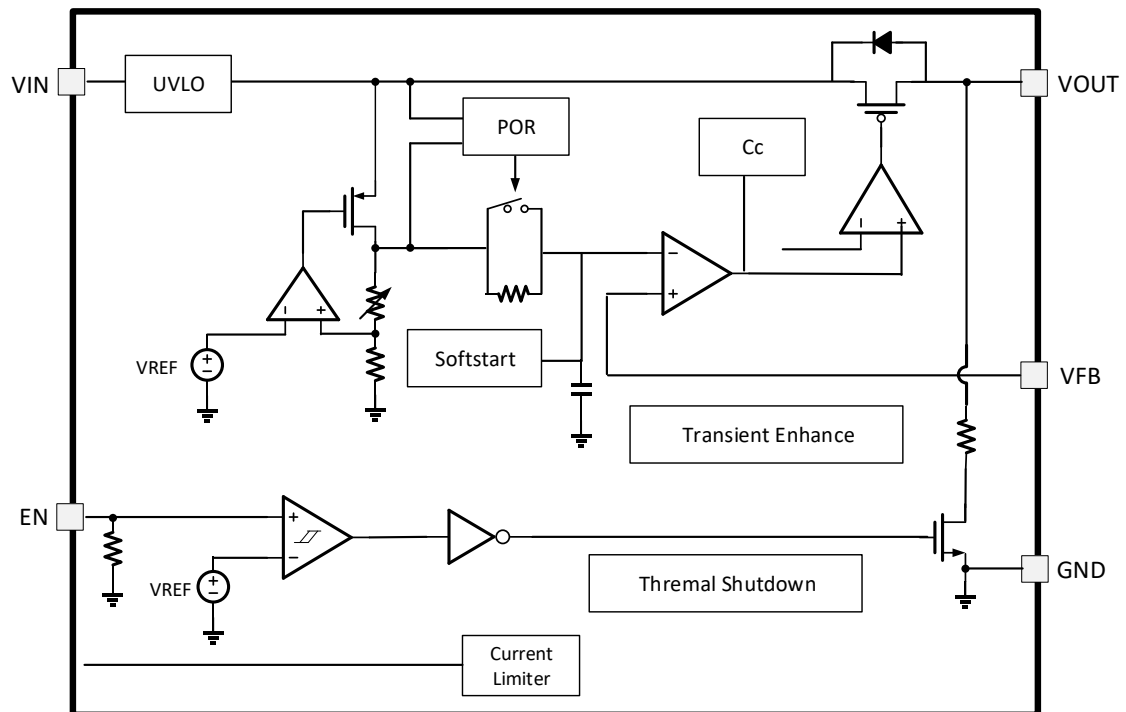 VIN
UVLO
VOUT
POR
Cc
VREF
Softstart
VFB
Transient Enhance
EN
VREF
Thremal Shutdown
GND
Current
Limiter